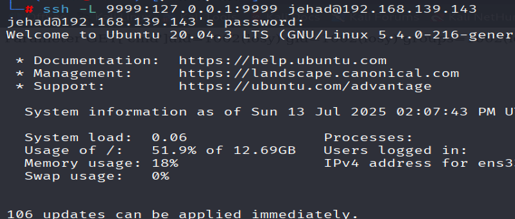 # ssh -L 9999:127.0.0.1:9999 jehad@192.168.139.143
jehad@192.168.139.143's password:
Welcome to Ubuntu 20.04.3 LTS (GNU/Linux 5.4.0-216-gener
* Documentation: https://help.ubuntu.com
* Management: https://landscape.canonical.com
* Support: https://ubuntu.com/advantage
System information as of Sun 13 Jul 2025 02:07:43 PM U
System load: 0.06 Processes:
Usage of /: 51.9% of 12.69GB Users logged in:
Memory usage: 18% IPv4 address for ens3
Swap usage: 0%
106 updates can be applied immediately.